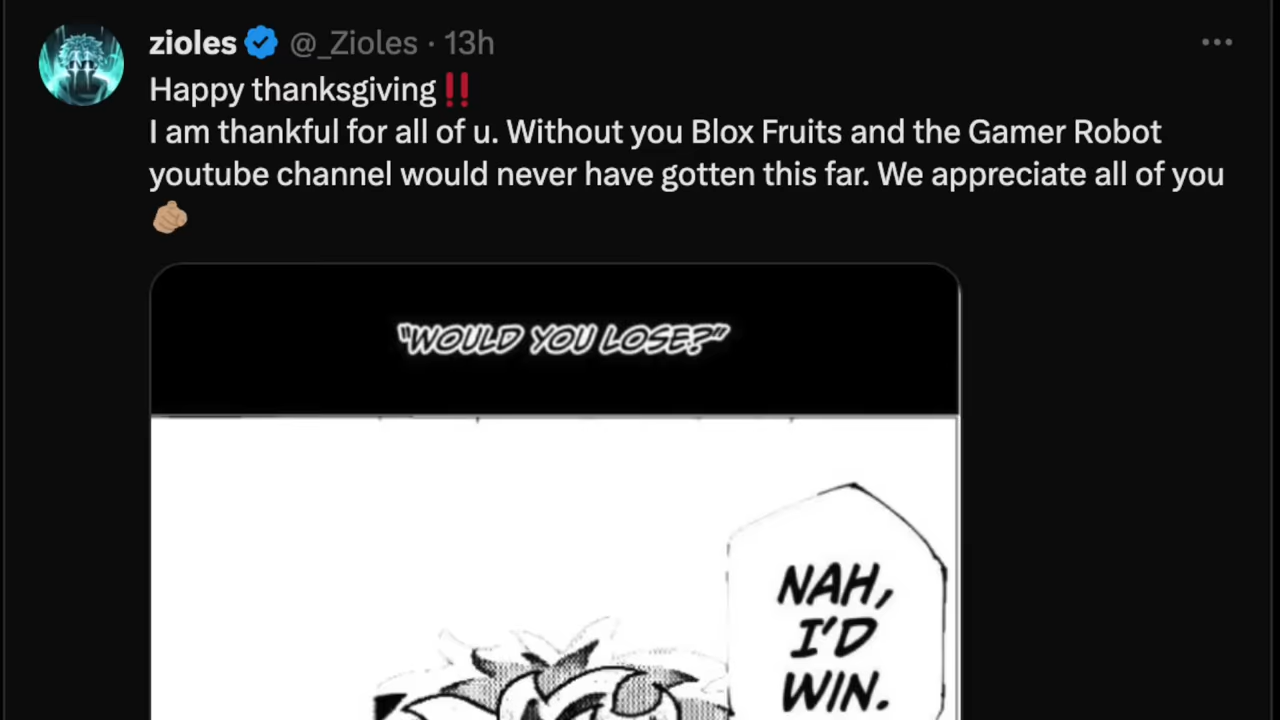 zioles @_Zioles · 13h
Happy thanksgiving‼️
I am thankful for all of u. Without you Blox Fruits and the Gamer Robot
youtube channel would never have gotten this far. We appreciate all of you
🫵🏼
"WOULD YOU LOSE?"
NAH,
I'D
WIN.